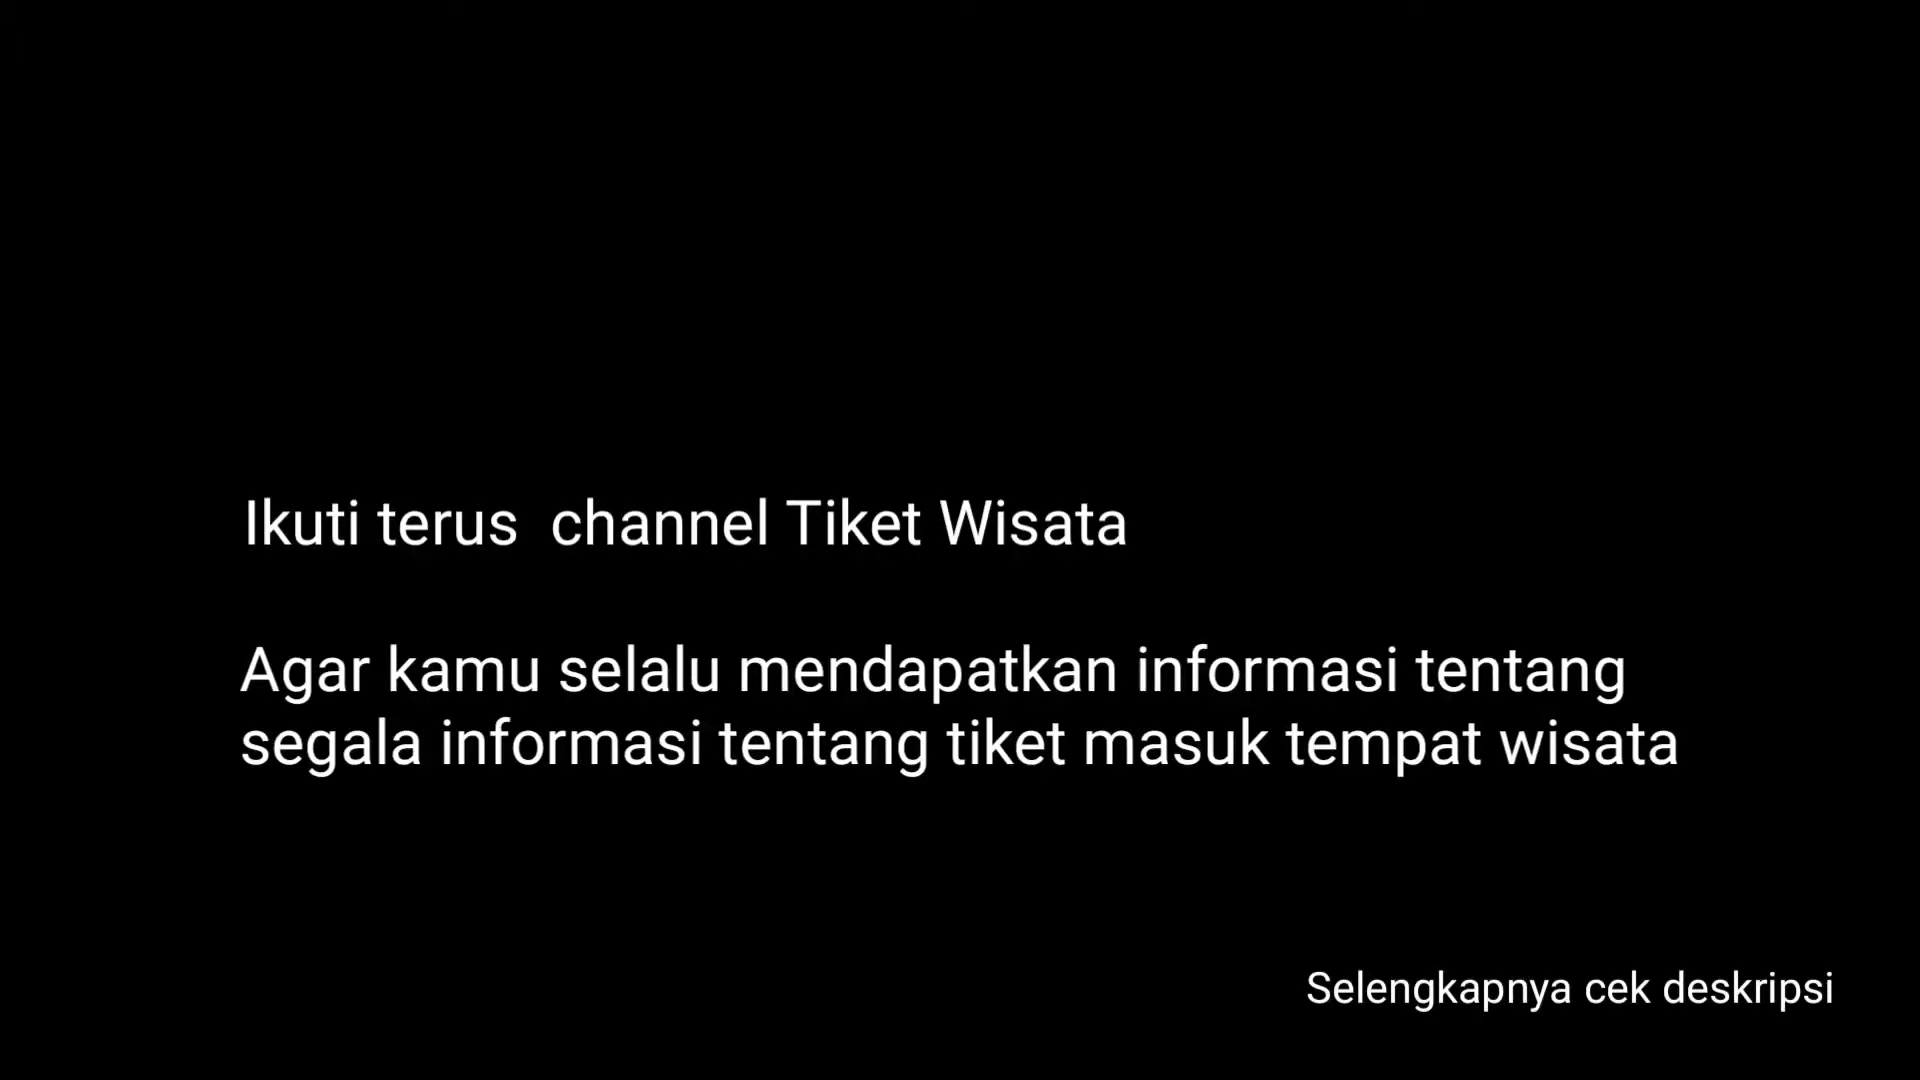 Ikuti terus  channel Tiket Wisata
Agar kamu selalu mendapatkan informasi tentang
segala informasi tentang tiket masuk tempat wisata
Selengkapnya cek deskripsi